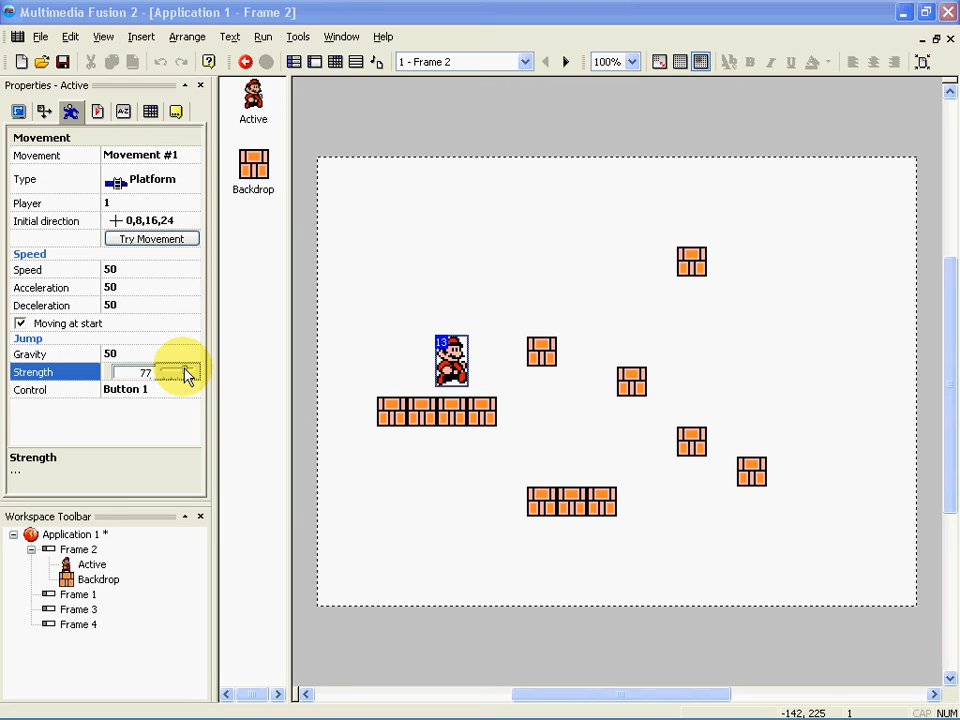 Multimedia Fusion 2 - [Application 1 - Frame 2]
File Edit View Insert Arrange Text Run Tools Window Help
1 - Frame 2
100%
Properties - Active
Movement
Movement Movement #1
Type Platform
Player 1
Initial direction 0,8,16,24
Try Movement
Speed
Speed 50
Acceleration 50
Deceleration 50
Moving at start
Jump
Gravity 50
Strength 77
Control Button 1
Strength
...
Workspace Toolbar
Application 1 *
Frame 2
Active
Backdrop
Frame 1
Frame 3
Frame 4
Active
Backdrop
13
-142, 225 1 CAP NUM